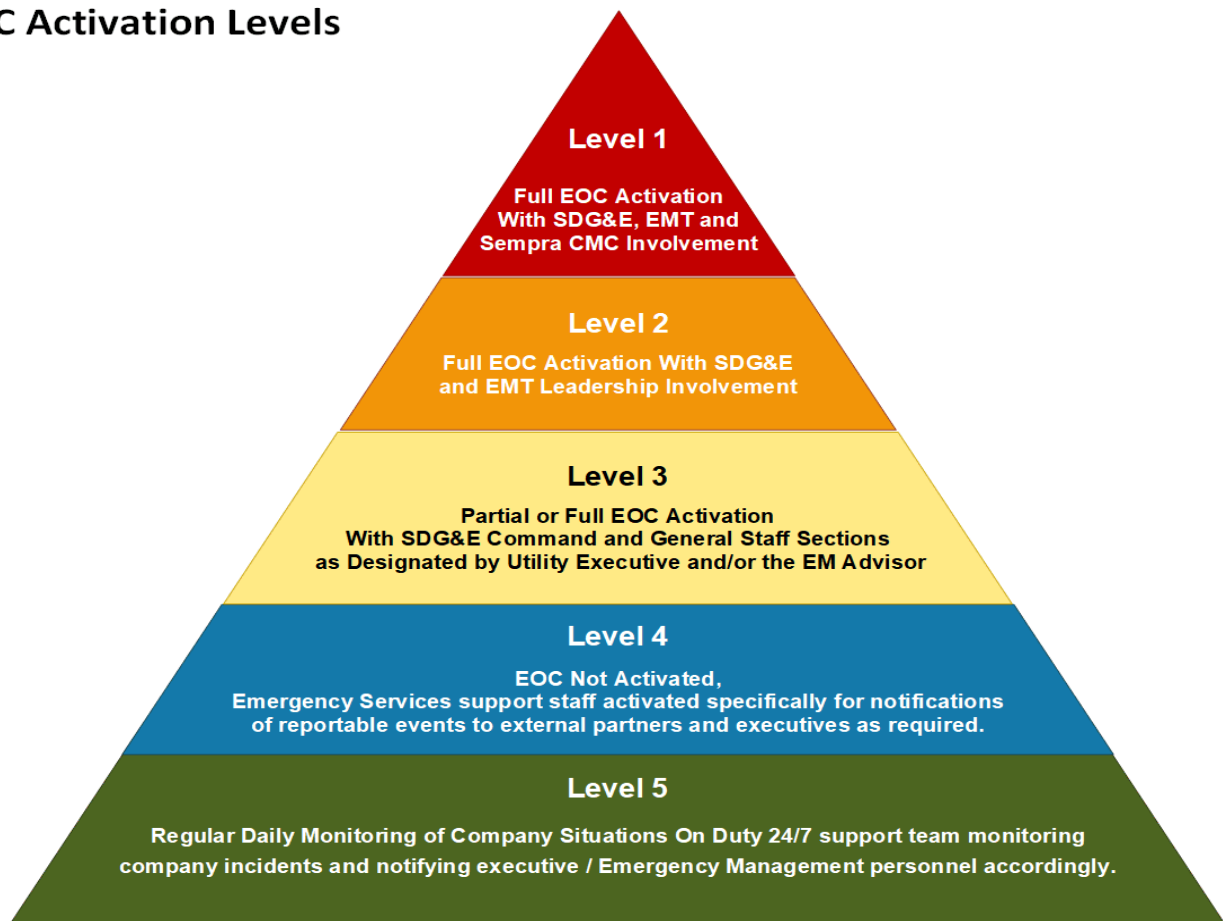 C Activation Levels
Level 1
Full EOC Activation
With SDG&E, EMT and
Sempra CMC Involvement
Level 2
Full EOC Activation With SDG&E
and EMT Leadership Involvement
Level 3
Partial or Full EOC Activation
With SDG&E Command and General Staff Sections
as Designated by Utility Executive and/or the EM Advisor
Level 4
EOC Not Activated,
Emergency Services support staff activated specifically for notifications
of reportable events to external partners and executives as required.
Level 5
Regular Daily Monitoring of Company Situations On Duty 24/7 support team monitoring
company incidents and notifying executive / Emergency Management personnel accordingly.